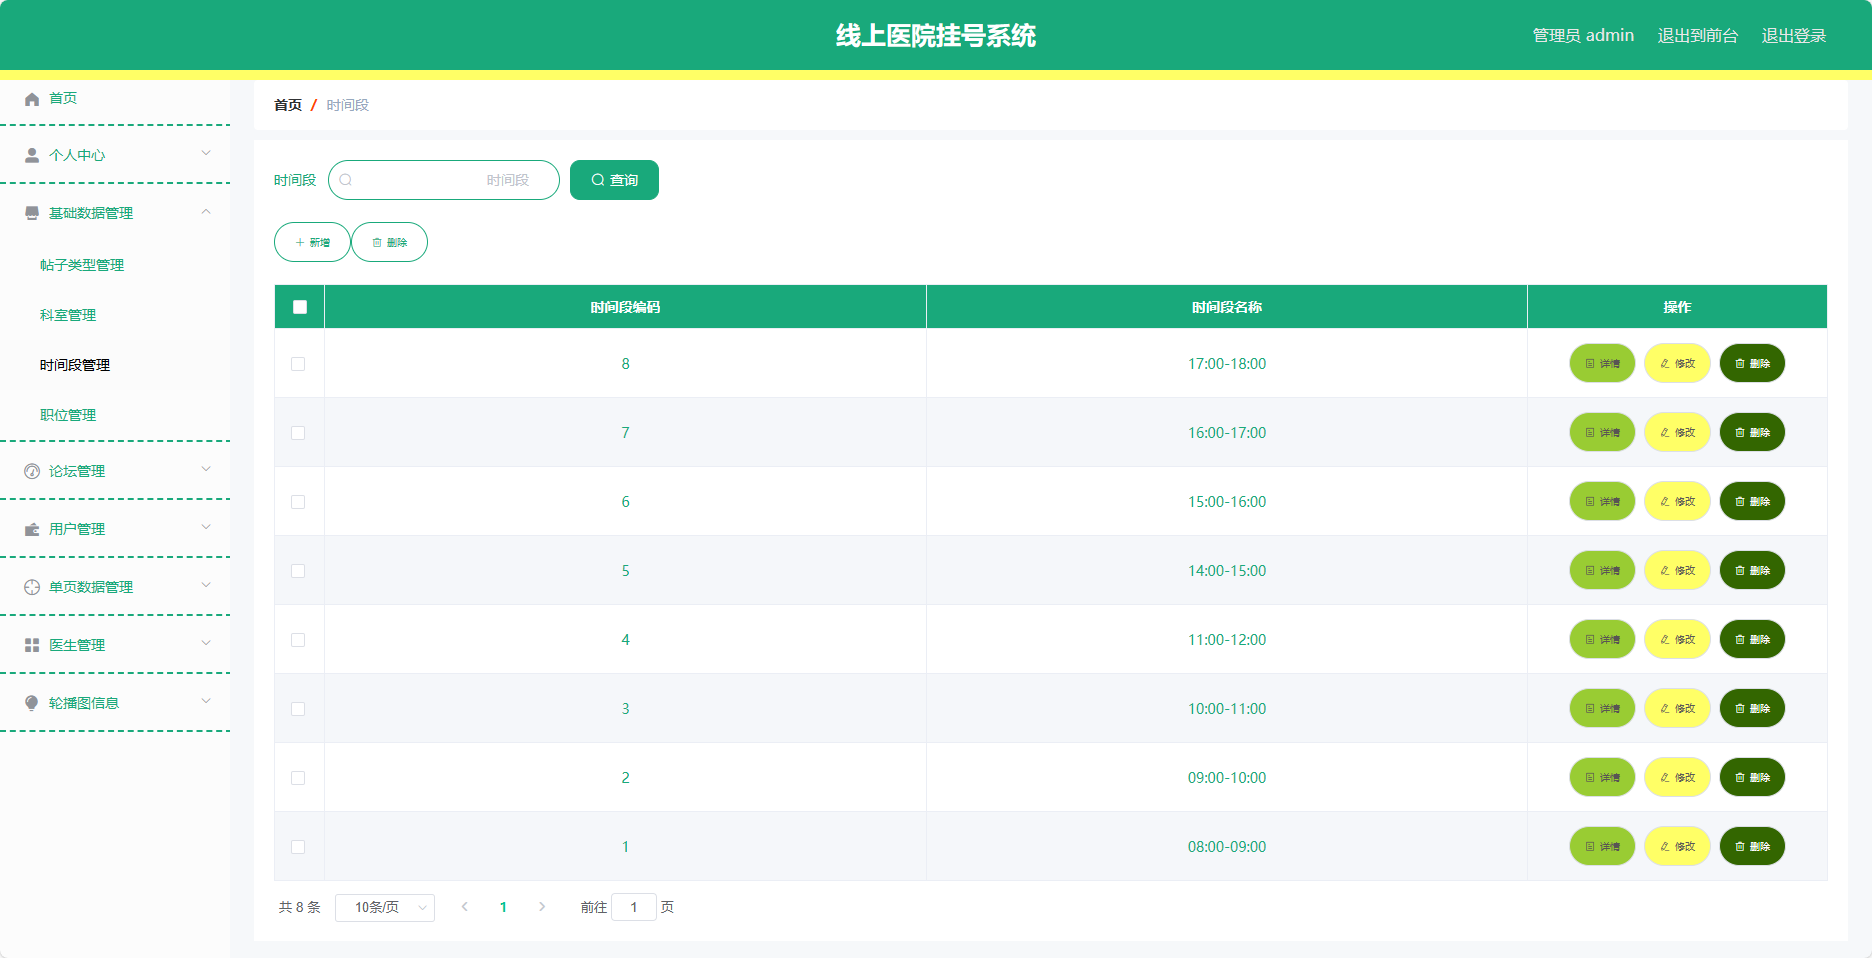 线上医院挂号系统
管理员 admin 退出到前台 退出登录
首页
个人中心
基础数据管理
帖子类型管理
科室管理
时间段管理
职位管理
论坛管理
用户管理
单页数据管理
医生管理
轮播图信息
首页 / 时间段
时间段 时间段 查询
新增 删除
时间段编码 时间段名称 操作
8 17:00-18:00 详情 修改 删除
7 16:00-17:00 详情 修改 删除
6 15:00-16:00 详情 修改 删除
5 14:00-15:00 详情 修改 删除
4 11:00-12:00 详情 修改 删除
3 10:00-11:00 详情 修改 删除
2 09:00-10:00 详情 修改 删除
1 08:00-09:00 详情 修改 删除
共 8 条 10条/页 1 前往 1 页